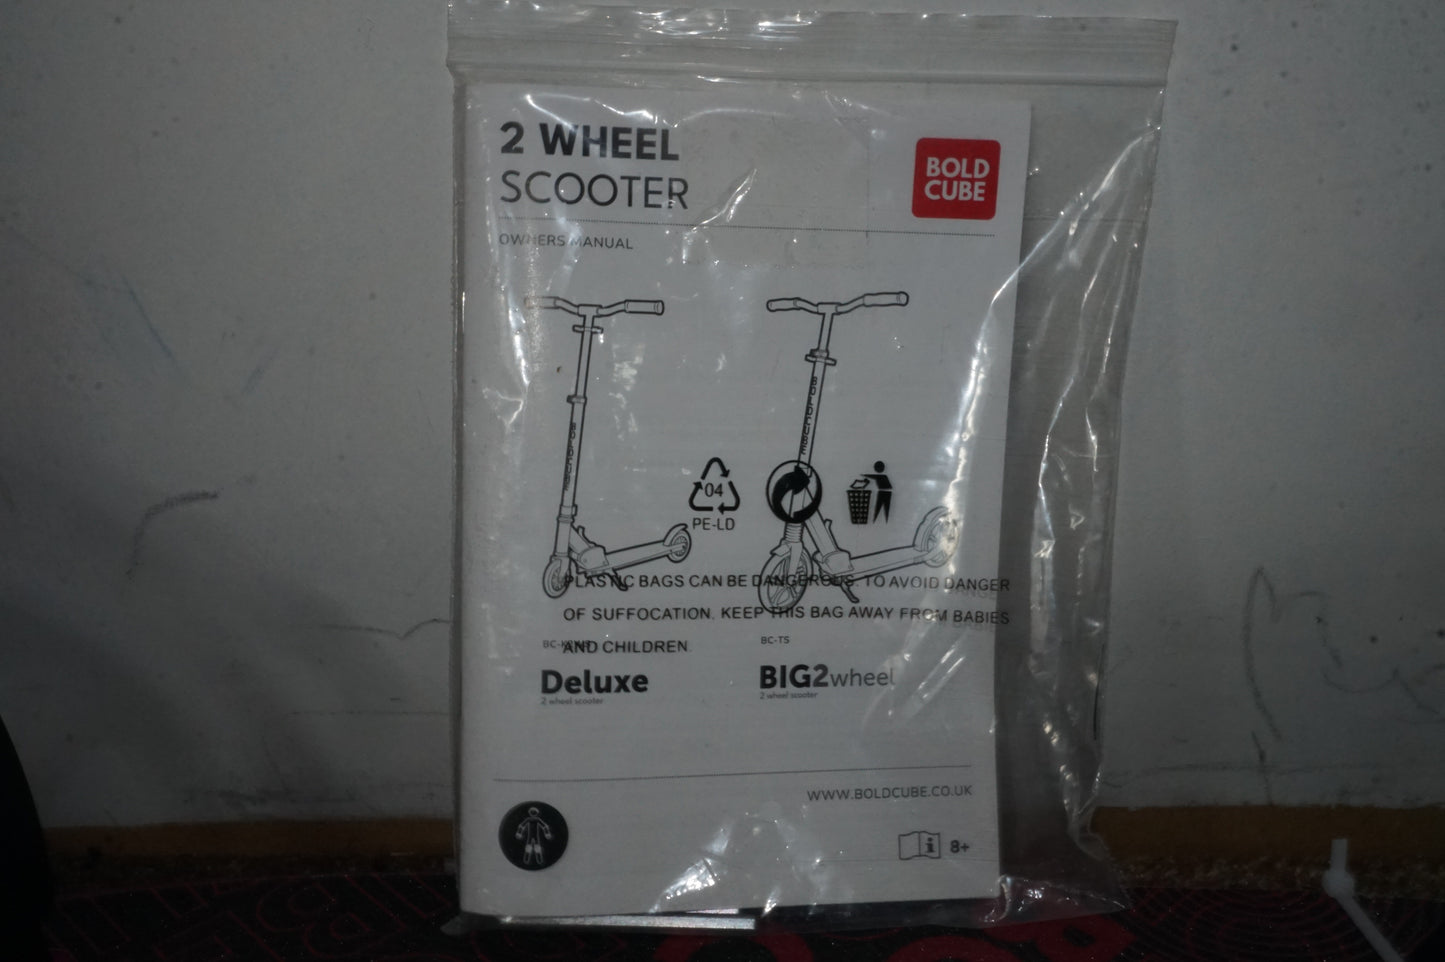 2 WHEEL
SCOOTER
BOLD
CUBE
OWNERS MANUAL
BOLDCUBE
BOLDCUBE
04
PE-LD
PLASTIC BAGS CAN BE DANGEROUS. TO AVOID DANGER
OF SUFFOCATION. KEEP THIS BAG AWAY FROM BABIES
AND CHILDREN.
BC-TS
Deluxe
2 wheel scooter
BIG2wheel
2 wheel scooter
WWW.BOLDCUBE.CO.UK
i 8+